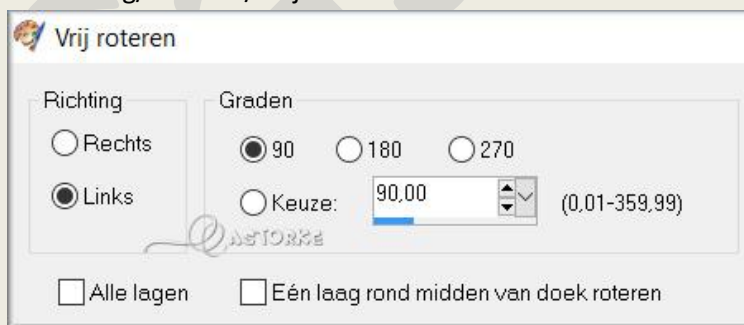 Vrij roteren
Richting Graden
Rechts 90 180 270
Links Keuze: 90,00 (0,01-359,99)
Alle lagen Eén laag rond midden van doek roteren